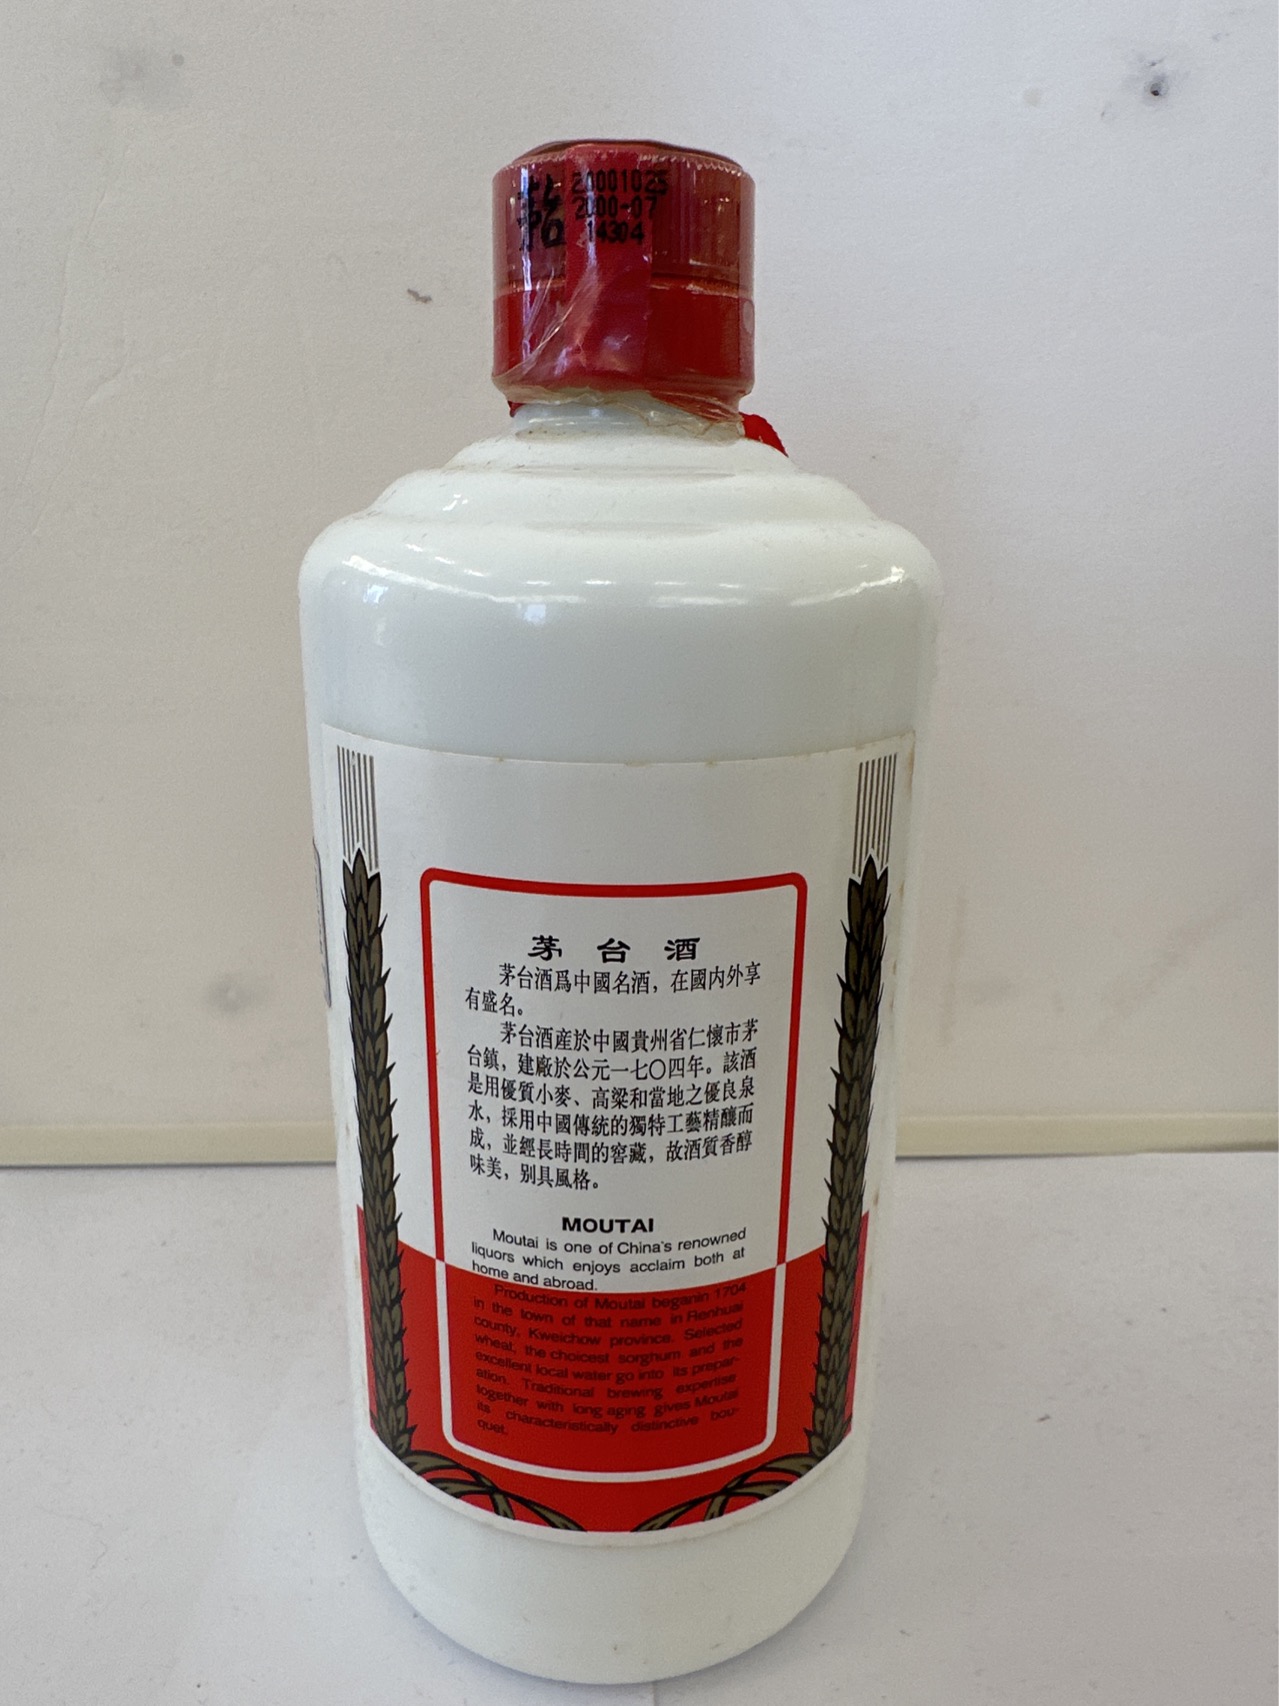 茅台
20001025
2000-07
14304
茅台酒
茅台酒爲中國名酒，在國内外享
有盛名。
茅台酒産於中國貴州省仁懷市茅
台鎮，建廠於公元一七〇四年。該酒
是用優質小麥、高粱和當地之優良泉
水，採用中國傳統的獨特工藝精釀而
成，並經長時間的窖藏，故酒質香醇
味美，别具風格。
MOUTAI
Moutai is one of China's renowned
liquors which enjoys acclaim both at
home and abroad.
Production of Moutai beganin 1704
in the town of that name in Renhuai
county, Kweichow province. Selected
wheat, the choicest sorghum and the
excellent local water go into its prepar-
ation. Traditional brewing expertise
together with long aging gives Moutai
its characteristically distinctive bou-
quet.